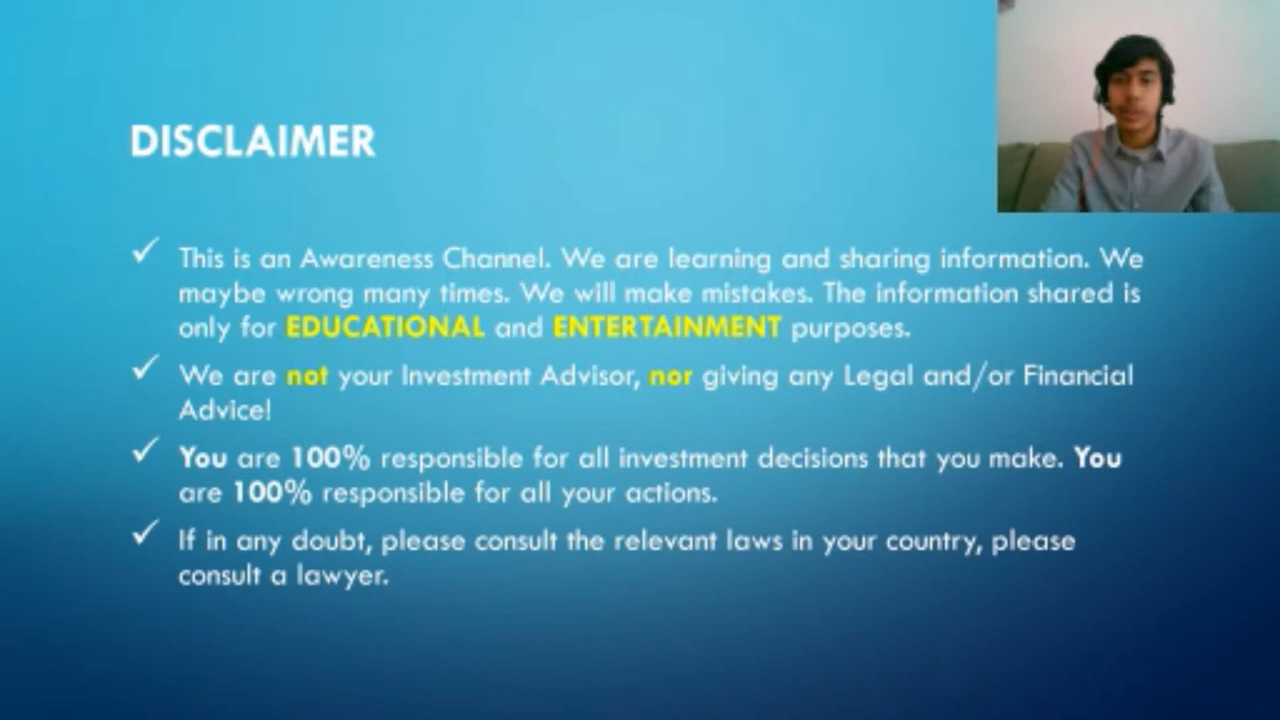 DISCLAIMER
This is an Awareness Channel. We are learning and sharing information. We
maybe wrong many times. We will make mistakes. The information shared is
only for EDUCATIONAL and ENTERTAINMENT purposes.
We are not your Investment Advisor, nor giving any Legal and/or Financial
Advice!
You are 100% responsible for all investment decisions that you make. You
are 100% responsible for all your actions.
If in any doubt, please consult the relevant laws in your country, please
consult a lawyer.